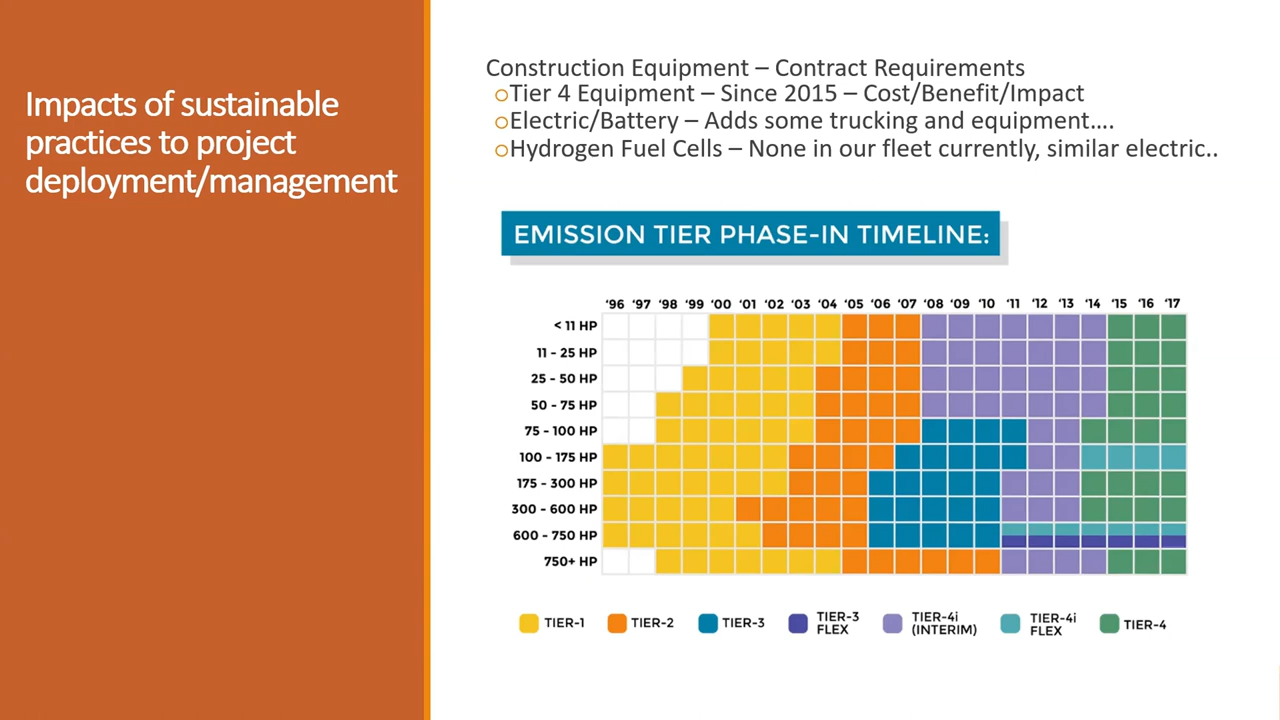 Impacts of sustainable
practices to project
deployment/management
Construction Equipment – Contract Requirements
oTier 4 Equipment – Since 2015 – Cost/Benefit/Impact
oElectric/Battery – Adds some trucking and equipment….
oHydrogen Fuel Cells – None in our fleet currently, similar electric..
EMISSION TIER PHASE-IN TIMELINE:
‘96 ‘97 ‘98 ‘99 ‘00 ‘01 ‘02 ‘03 ‘04 ‘05 ‘06 ‘07 ‘08 ‘09 ‘10 ‘11 ‘12 ‘13 ‘14 ‘15 ‘16 ‘17
< 11 HP
11 - 25 HP
25 - 50 HP
50 - 75 HP
75 - 100 HP
100 - 175 HP
175 - 300 HP
300 - 600 HP
600 - 750 HP
750+ HP
TIER-1
TIER-2
TIER-3
TIER-3
FLEX
TIER-4i
(INTERIM)
TIER-4i
FLEX
TIER-4